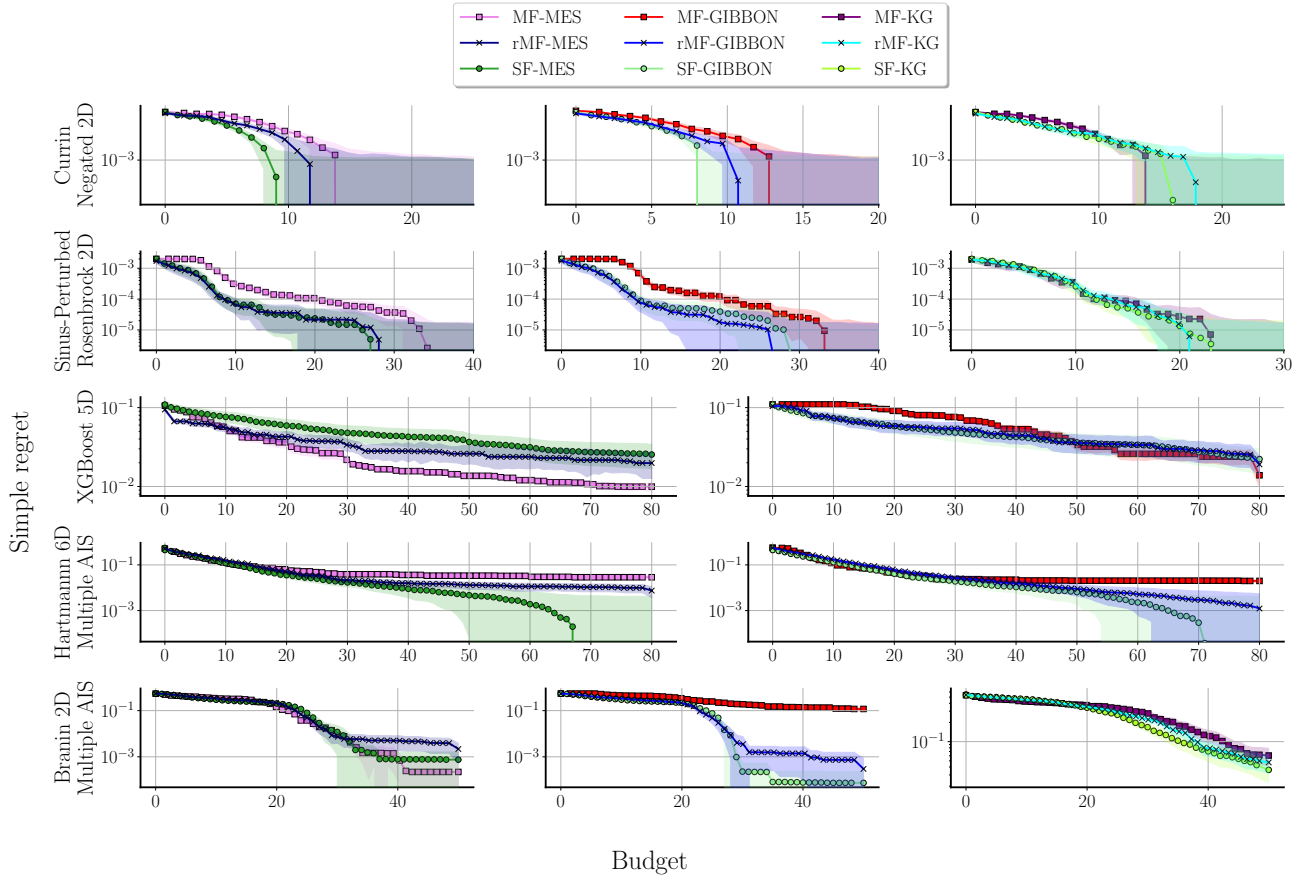 MF-MES MF-GIBBON MF-KG
rMF-MES rMF-GIBBON rMF-KG
SF-MES SF-GIBBON SF-KG
Simple regret
Currin
Negated 2D
10⁻³
0 10 20
10⁻³
0 5 10 15 20
10⁻³
0 10 20
Sinus-Perturbed
Rosenbrock 2D
10⁻³
10⁻⁴
10⁻⁵
0 10 20 30 40
10⁻³
10⁻⁴
10⁻⁵
0 10 20 30 40
10⁻³
10⁻⁴
10⁻⁵
0 10 20 30
XGBoost 5D
10⁻¹
10⁻²
0 10 20 30 40 50 60 70 80
10⁻¹
10⁻²
0 10 20 30 40 50 60 70 80
Hartmann 6D
Multiple AIS
10⁻¹
10⁻³
0 10 20 30 40 50 60 70 80
10⁻¹
10⁻³
0 10 20 30 40 50 60 70 80
Branin 2D
Multiple AIS
10⁻¹
10⁻³
0 20 40
10⁻¹
10⁻³
0 20 40
10⁻¹
0 20 40
Budget